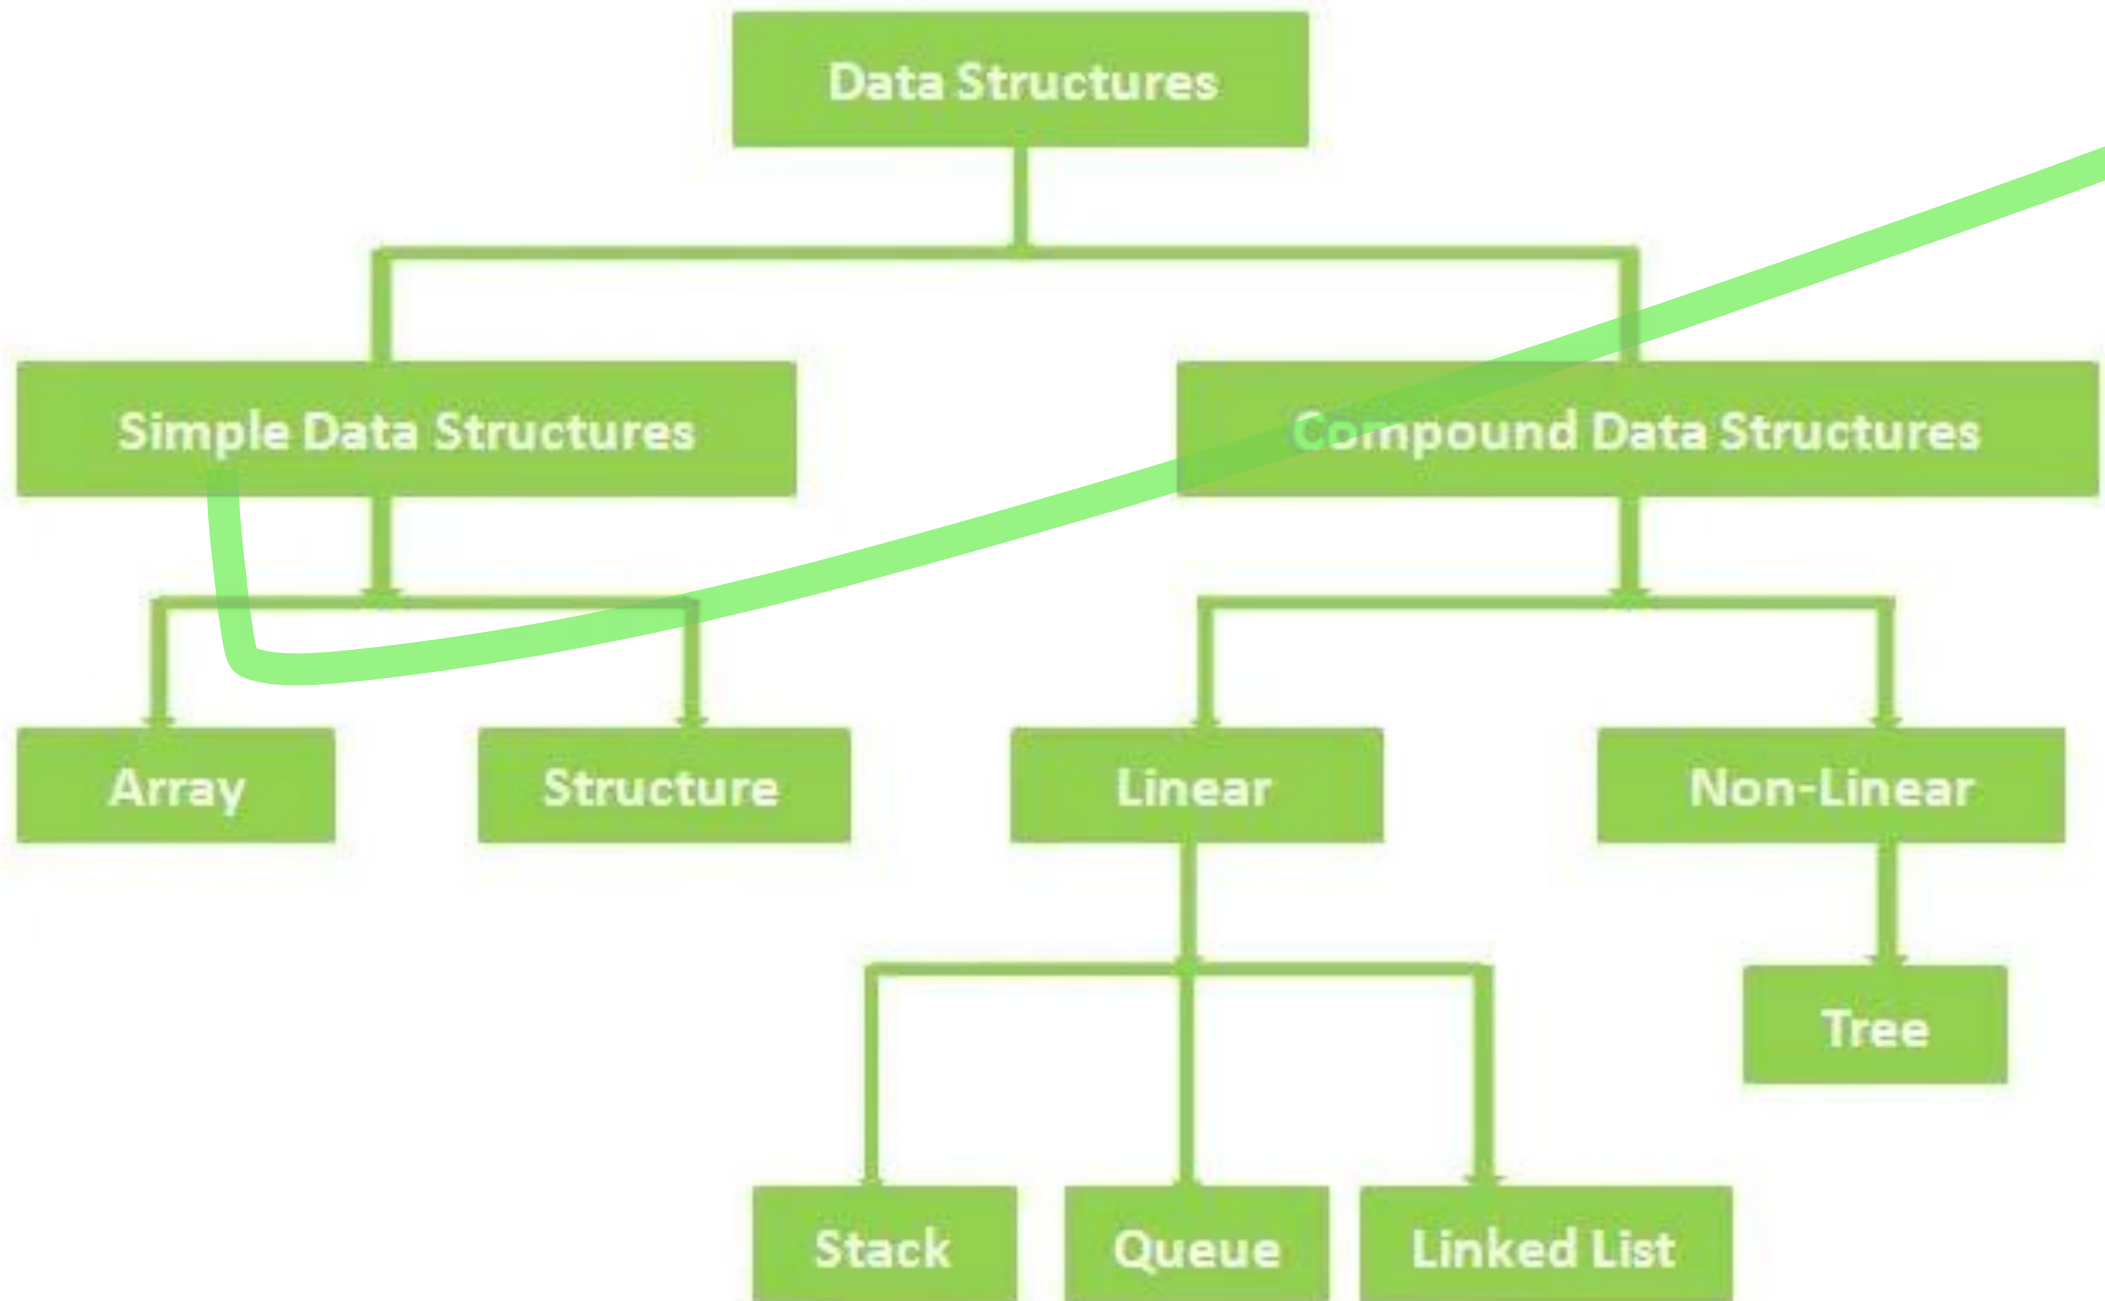 Data Structures
Simple Data Structures
Compound Data Structures
Array
Structure
Linear
Non-Linear
Tree
Stack
Queue
Linked List